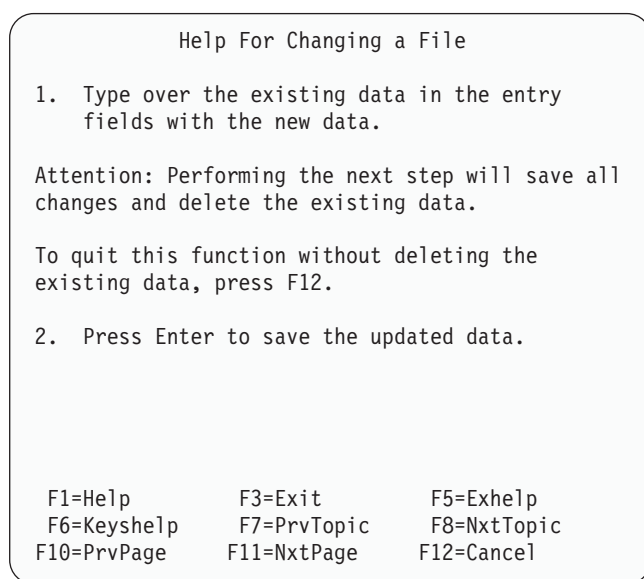 Help For Changing a File
1. Type over the existing data in the entry
fields with the new data.
Attention: Performing the next step will save all
changes and delete the existing data.
To quit this function without deleting the
existing data, press F12.
2. Press Enter to save the updated data.
F1=Help F3=Exit F5=Exhelp
F6=Keyshelp F7=PrvTopic F8=NxtTopic
F10=PrvPage F11=NxtPage F12=Cancel